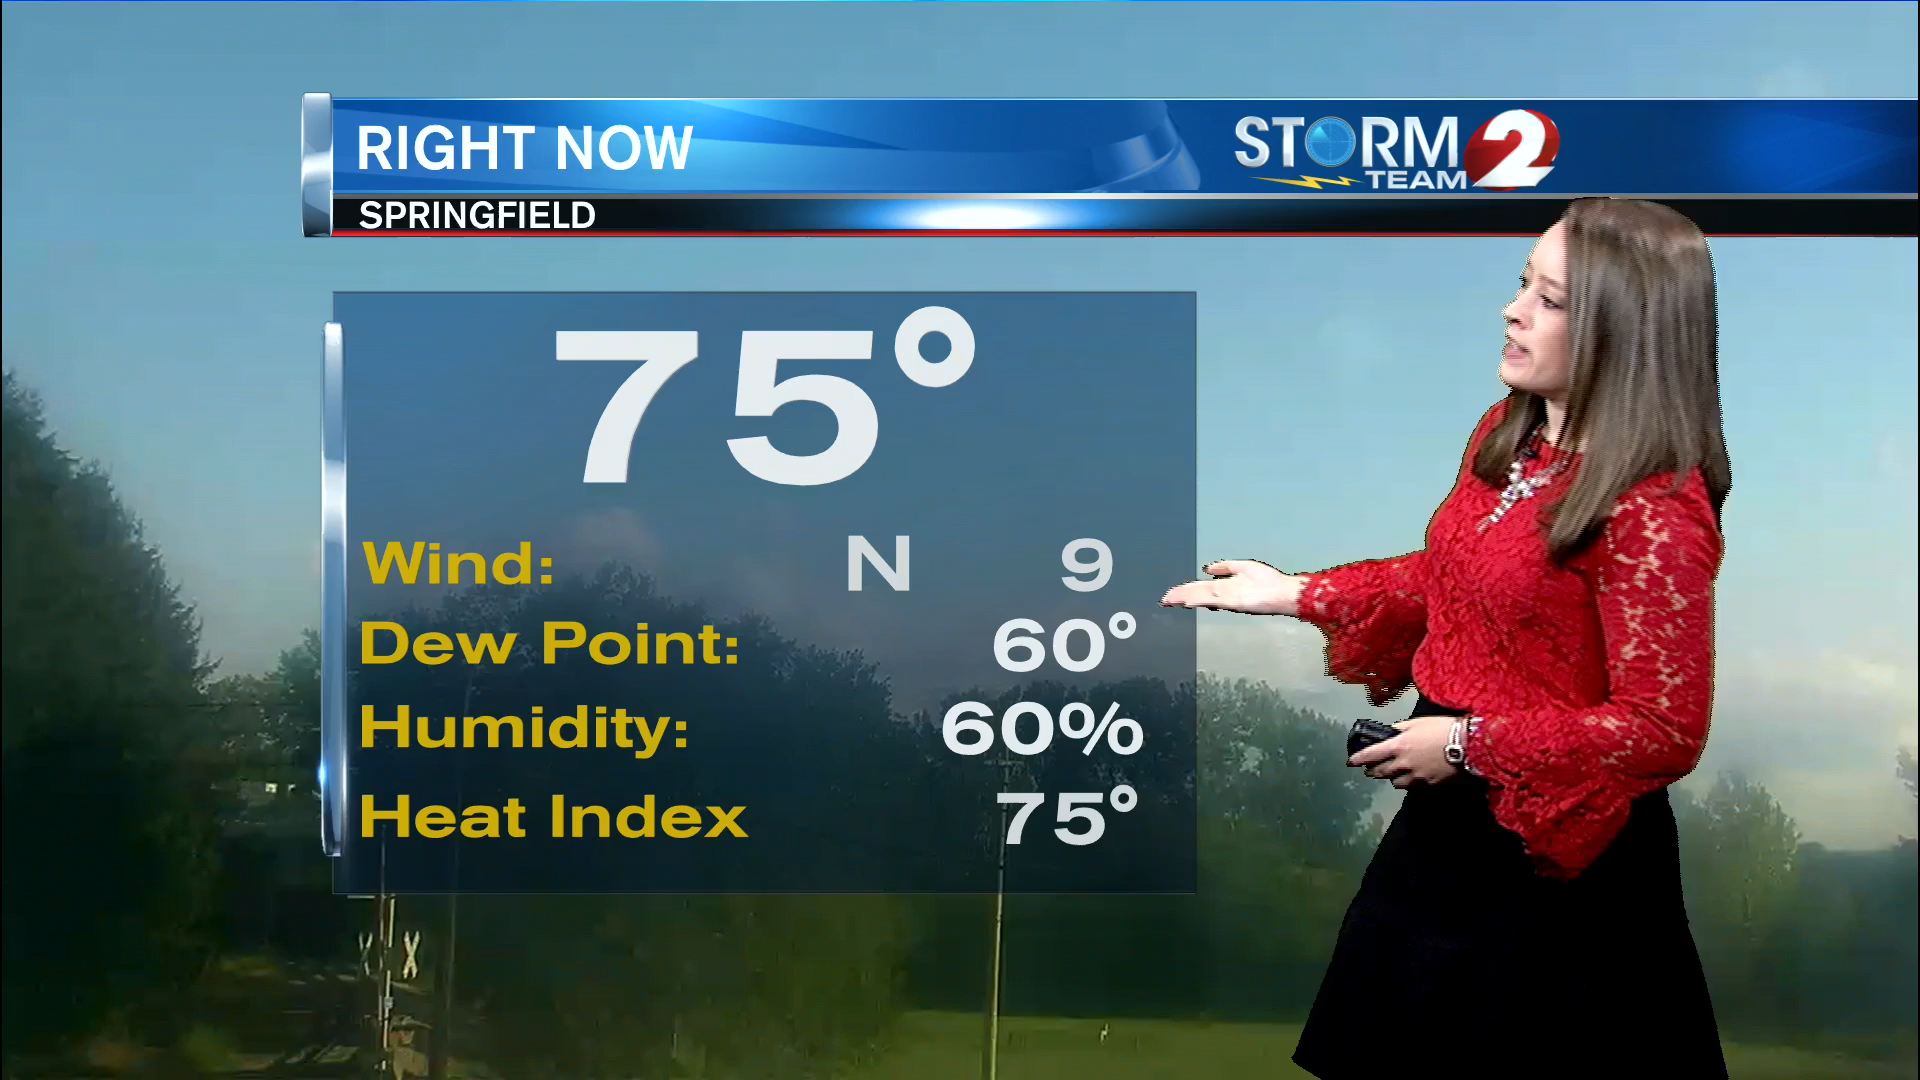 RIGHT NOW
STORM
TEAM 2
SPRINGFIELD
75°
Wind: N 9
Dew Point: 60°
Humidity: 60%
Heat Index 75°